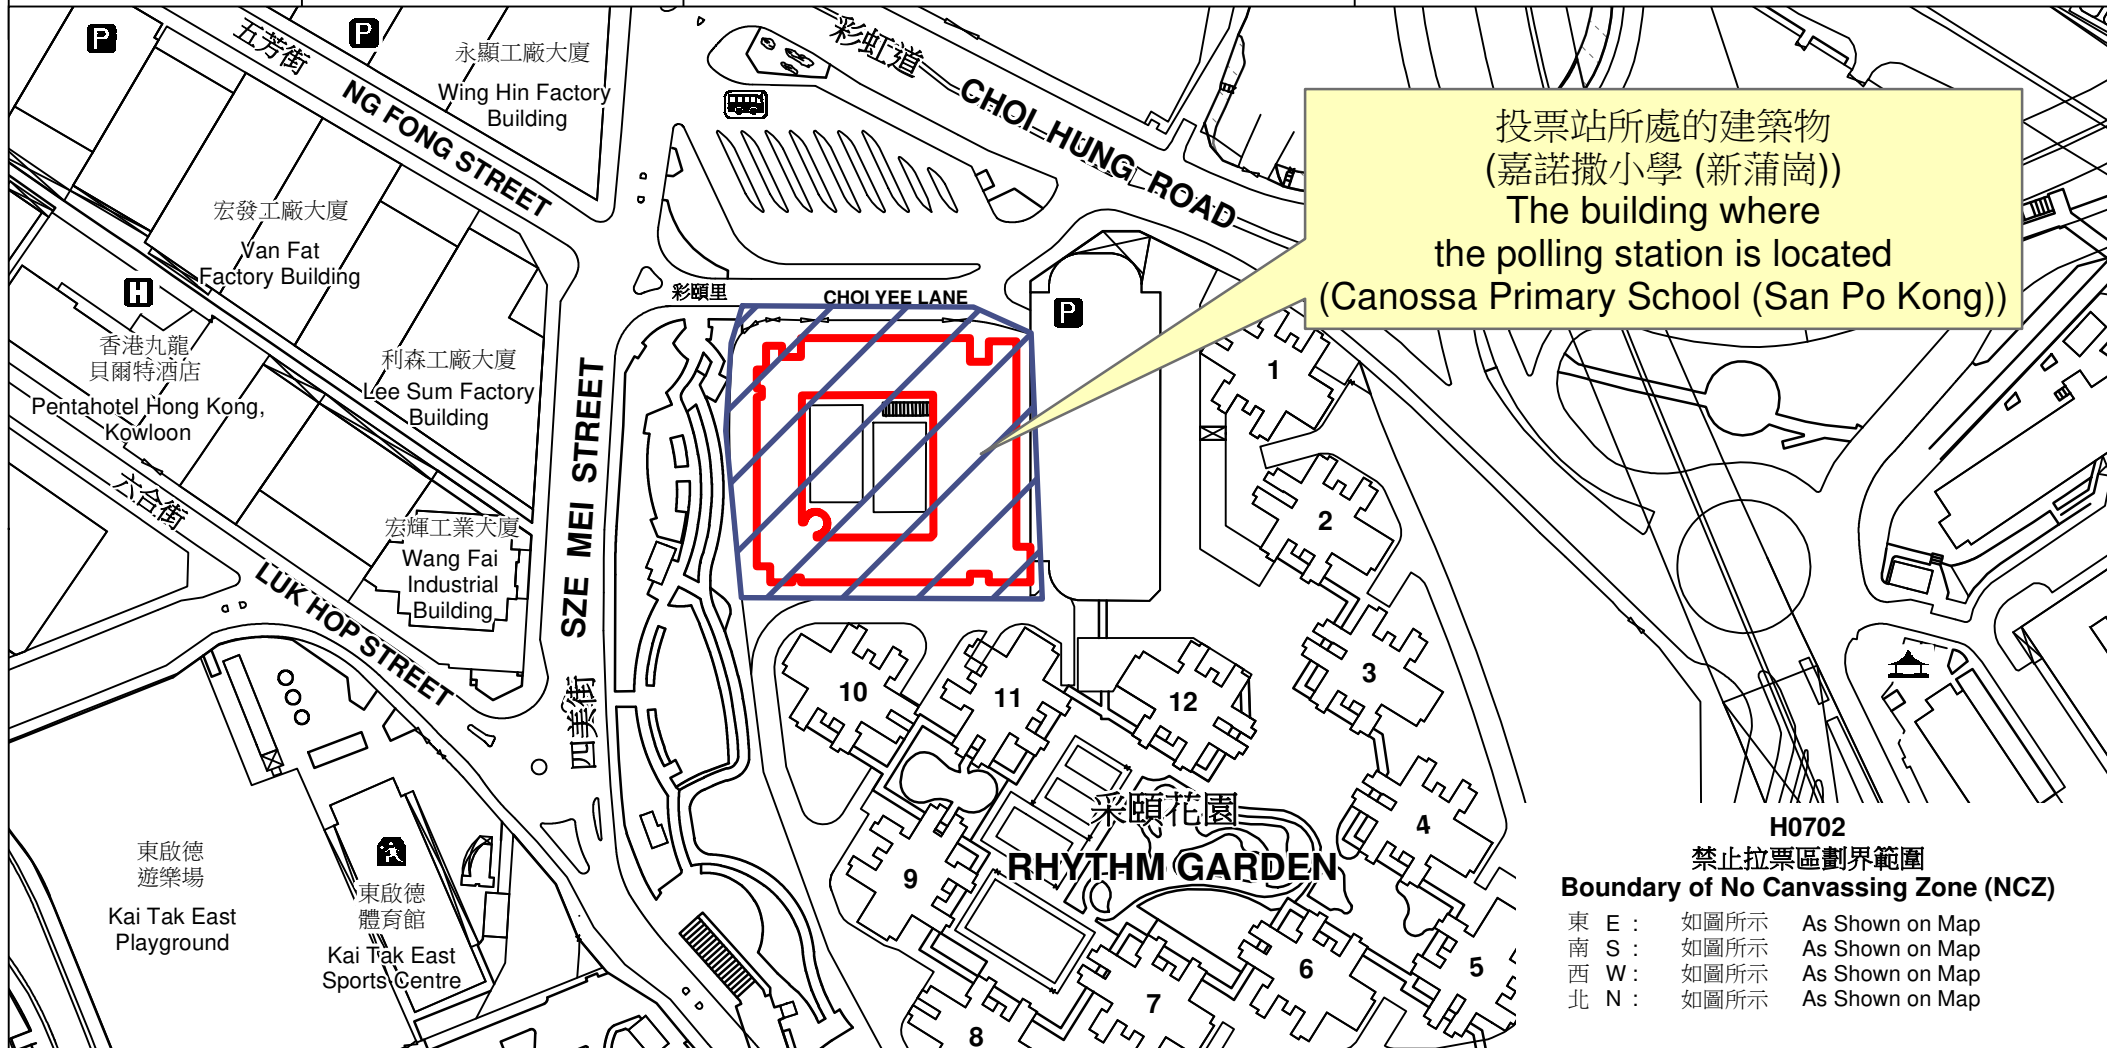 P
五芳街
NG FONG STREET
P
永顯工廠大廈
Wing Hin Factory
Building
彩虹道
CHOI HUNG ROAD
投票站所處的建築物
(嘉諾撒小學 (新蒲崗))
The building where
the polling station is located
(Canossa Primary School (San Po Kong))
宏發工廠大廈
Van Fat
Factory Building
H
香港九龍
貝爾特酒店
Pentahotel Hong Kong,
Kowloon
利森工廠大廈
Lee Sum Factory
Building
彩頤里
CHOI YEE LANE
P
六合街
LUK HOP STREET
宏輝工業大廈
Wang Fai
Industrial
Building
SZE MEI STREET
四美街
1
2
3
10
11
12
4
采頤花園
RHYTHM GARDEN
9
5
6
7
8
東啟德
遊樂場
Kai Tak East
Playground
東啟德
體育館
Kai Tak East
Sports Centre
H0702
禁止拉票區劃界範圍
Boundary of No Canvassing Zone (NCZ)
東 E : 如圖所示 As Shown on Map
南 S : 如圖所示 As Shown on Map
西 W : 如圖所示 As Shown on Map
北 N : 如圖所示 As Shown on Map